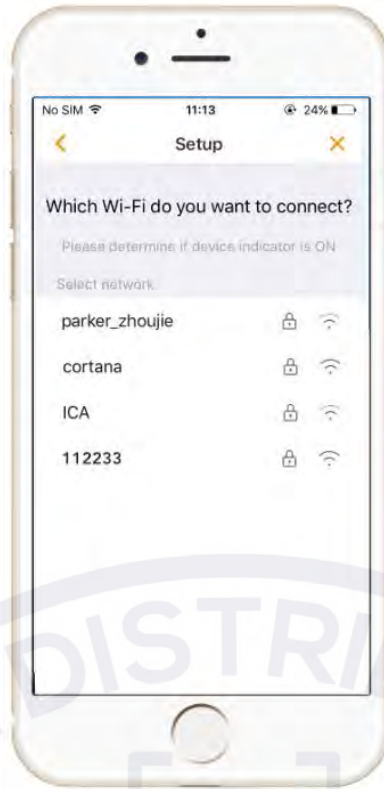 No SIM 11:13 24%
Setup
Which Wi-Fi do you want to connect?
Please determine if device indicator is ON
Select network
parker_zhoujie
cortana
ICA
112233
DISTRI